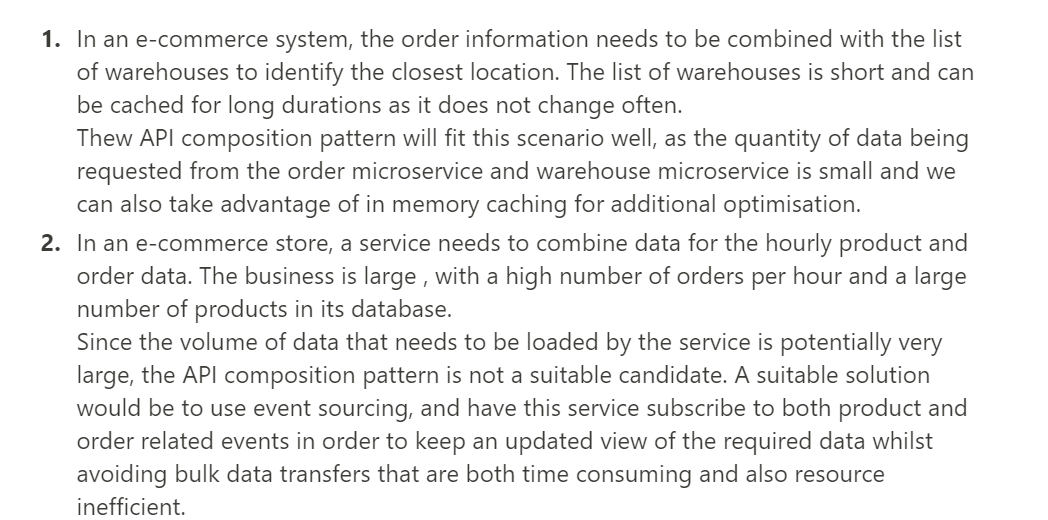 1. In an e-commerce system, the order information needs to be combined with the list
of warehouses to identify the closest location. The list of warehouses is short and can
be cached for long durations as it does not change often.
Thew API composition pattern will fit this scenario well, as the quantity of data being
requested from the order microservice and warehouse microservice is small and we
can also take advantage of in memory caching for additional optimisation.
2. In an e-commerce store, a service needs to combine data for the hourly product and
order data. The business is large , with a high number of orders per hour and a large
number of products in its database.
Since the volume of data that needs to be loaded by the service is potentially very
large, the API composition pattern is not a suitable candidate. A suitable solution
would be to use event sourcing, and have this service subscribe to both product and
order related events in order to keep an updated view of the required data whilst
avoiding bulk data transfers that are both time consuming and also resource
inefficient.